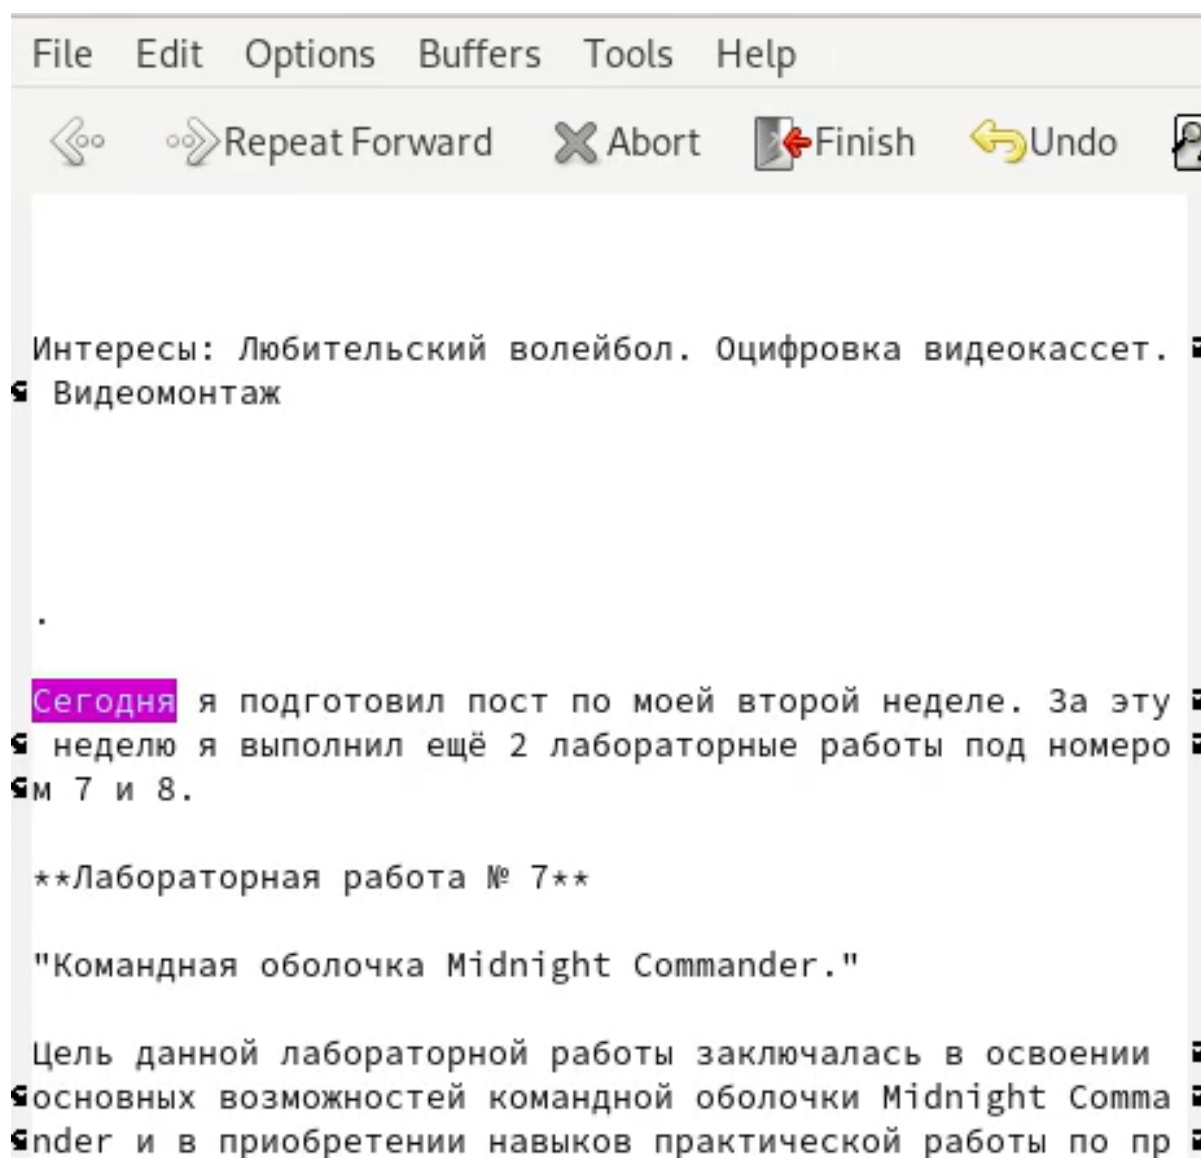 File Edit Options Buffers Tools Help
Repeat Forward Abort Finish Undo
Интересы: Любительский волейбол. Оцифровка видеокассет.
Видеомонтаж
.
Сегодня я подготовил пост по моей второй неделе. За эту
неделю я выполнил ещё 2 лабораторные работы под номеро
м 7 и 8.
**Лабораторная работа № 7**
"Командная оболочка Midnight Commander."
Цель данной лабораторной работы заключалась в освоении
основных возможностей командной оболочки Midnight Comma
nder и в приобретении навыков практической работы по пр